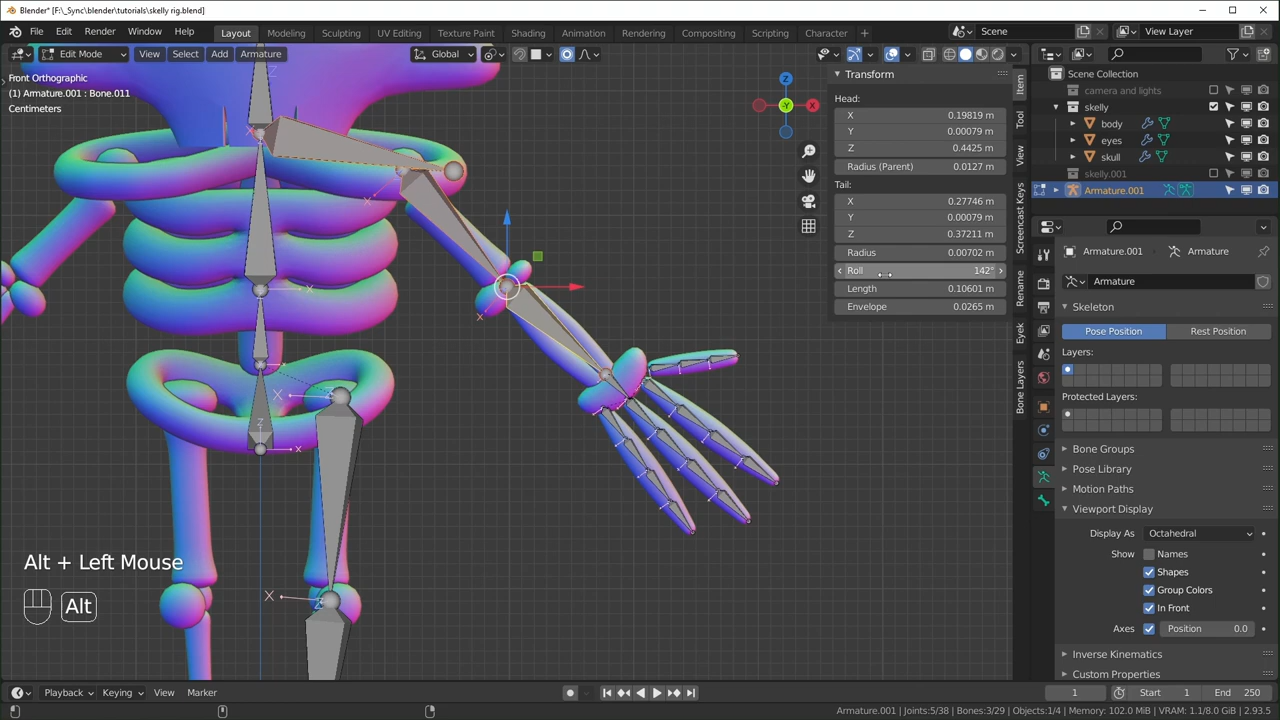 Blender* [F:\_Sync\blender\tutorials\skelly rig.blend]
File Edit Render Window Help Layout Modeling Sculpting UV Editing Texture Paint Shading Animation Rendering Compositing Scripting Character + Scene View Layer
Edit Mode View Select Add Armature Global
Front Orthographic
(1) Armature.001 : Bone.011
Centimeters
Transform
Head:
X 0.19819 m
Y 0.00079 m
Z 0.4425 m
Radius (Parent) 0.0127 m
Tail:
X 0.27746 m
Y 0.00079 m
Z 0.37211 m
Radius 0.00702 m
Roll 142°
Length 0.10601 m
Envelope 0.0265 m
Item
Tool
View
Screencast Keys
Rename
Eyek
Bone Layers
Z
X
-Y
Scene Collection
camera and lights
skelly
body
eyes
skull
skelly.001
Armature.001
Armature.001 Armature
Armature
Skeleton
Pose Position Rest Position
Layers:
Protected Layers:
Bone Groups
Pose Library
Motion Paths
Viewport Display
Display As Octahedral
Show Names
Shapes
Group Colors
In Front
Axes Position 0.0
Inverse Kinematics
Custom Properties
Alt + Left Mouse
Alt
Playback Keying View Marker 1 Start 1 End 250
Armature.001 | Joints:5/38 | Bones:3/29 | Objects:1/4 | Memory: 102.0 MiB | VRAM: 1.1/8.0 GiB | 2.93.5